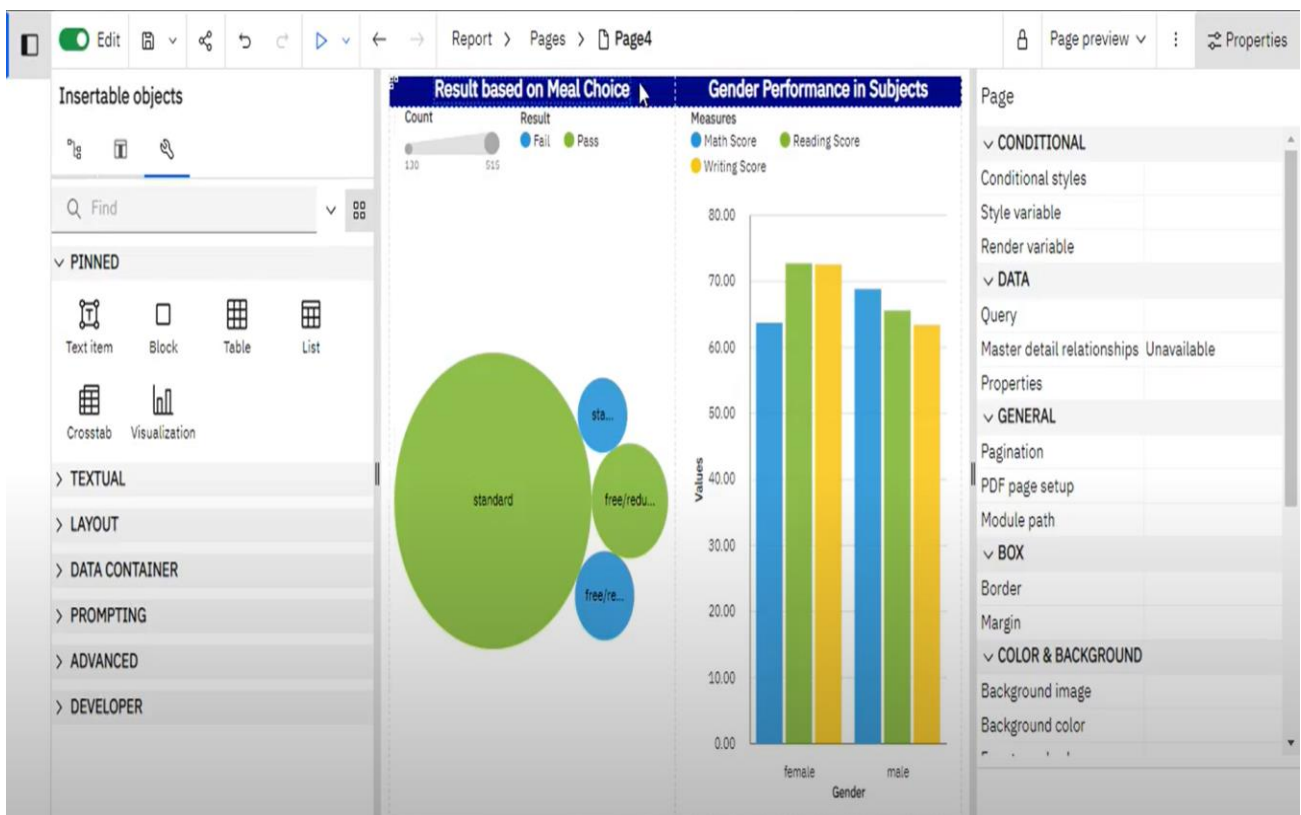 Edit
Report > Pages > Page4
Page preview
Properties
Insertable objects
Find
PINNED
Text item
Block
Table
List
Crosstab
Visualization
TEXTUAL
LAYOUT
DATA CONTAINER
PROMPTING
ADVANCED
DEVELOPER
Result based on Meal Choice
Count
130
515
Result
Fail
Pass
standard
sta...
free/redu...
free/re...
Gender Performance in Subjects
Measures
Math Score
Reading Score
Writing Score
Values
80.00
70.00
60.00
50.00
40.00
30.00
20.00
10.00
0.00
female
male
Gender
Page
CONDITIONAL
Conditional styles
Style variable
Render variable
DATA
Query
Master detail relationships Unavailable
Properties
GENERAL
Pagination
PDF page setup
Module path
BOX
Border
Margin
COLOR & BACKGROUND
Background image
Background color